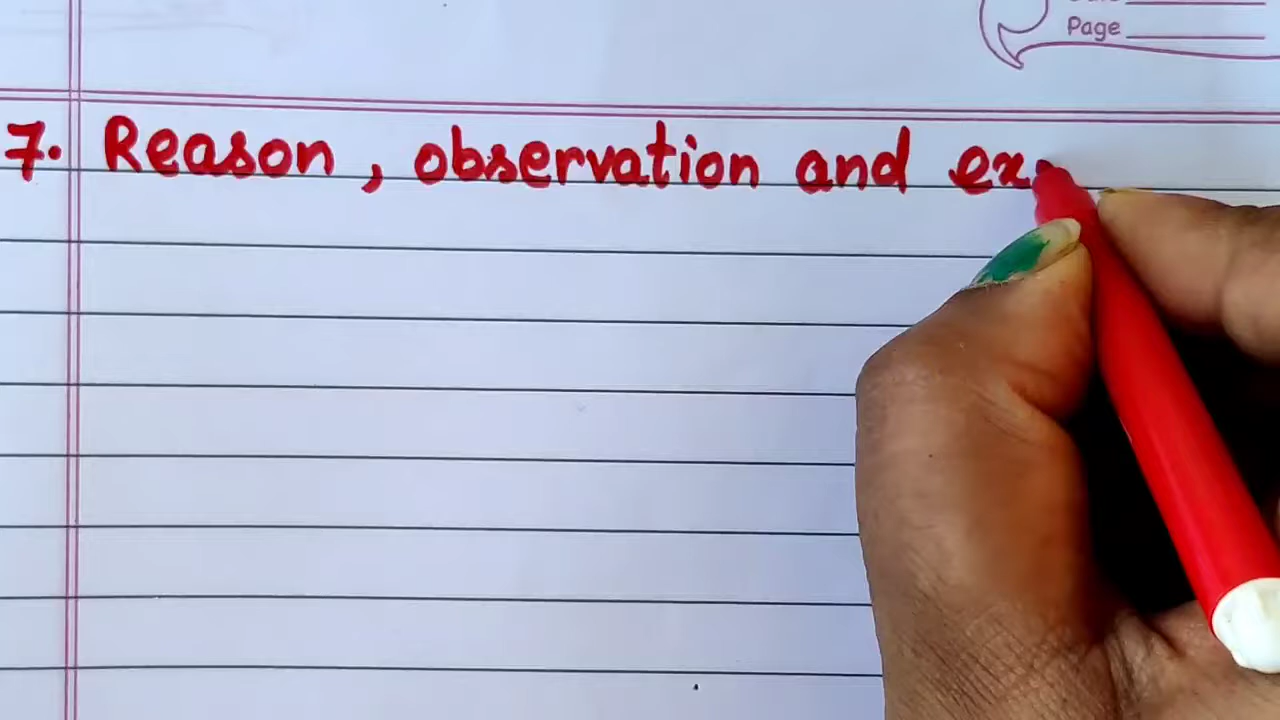 Page
7. Reason, observation and ex